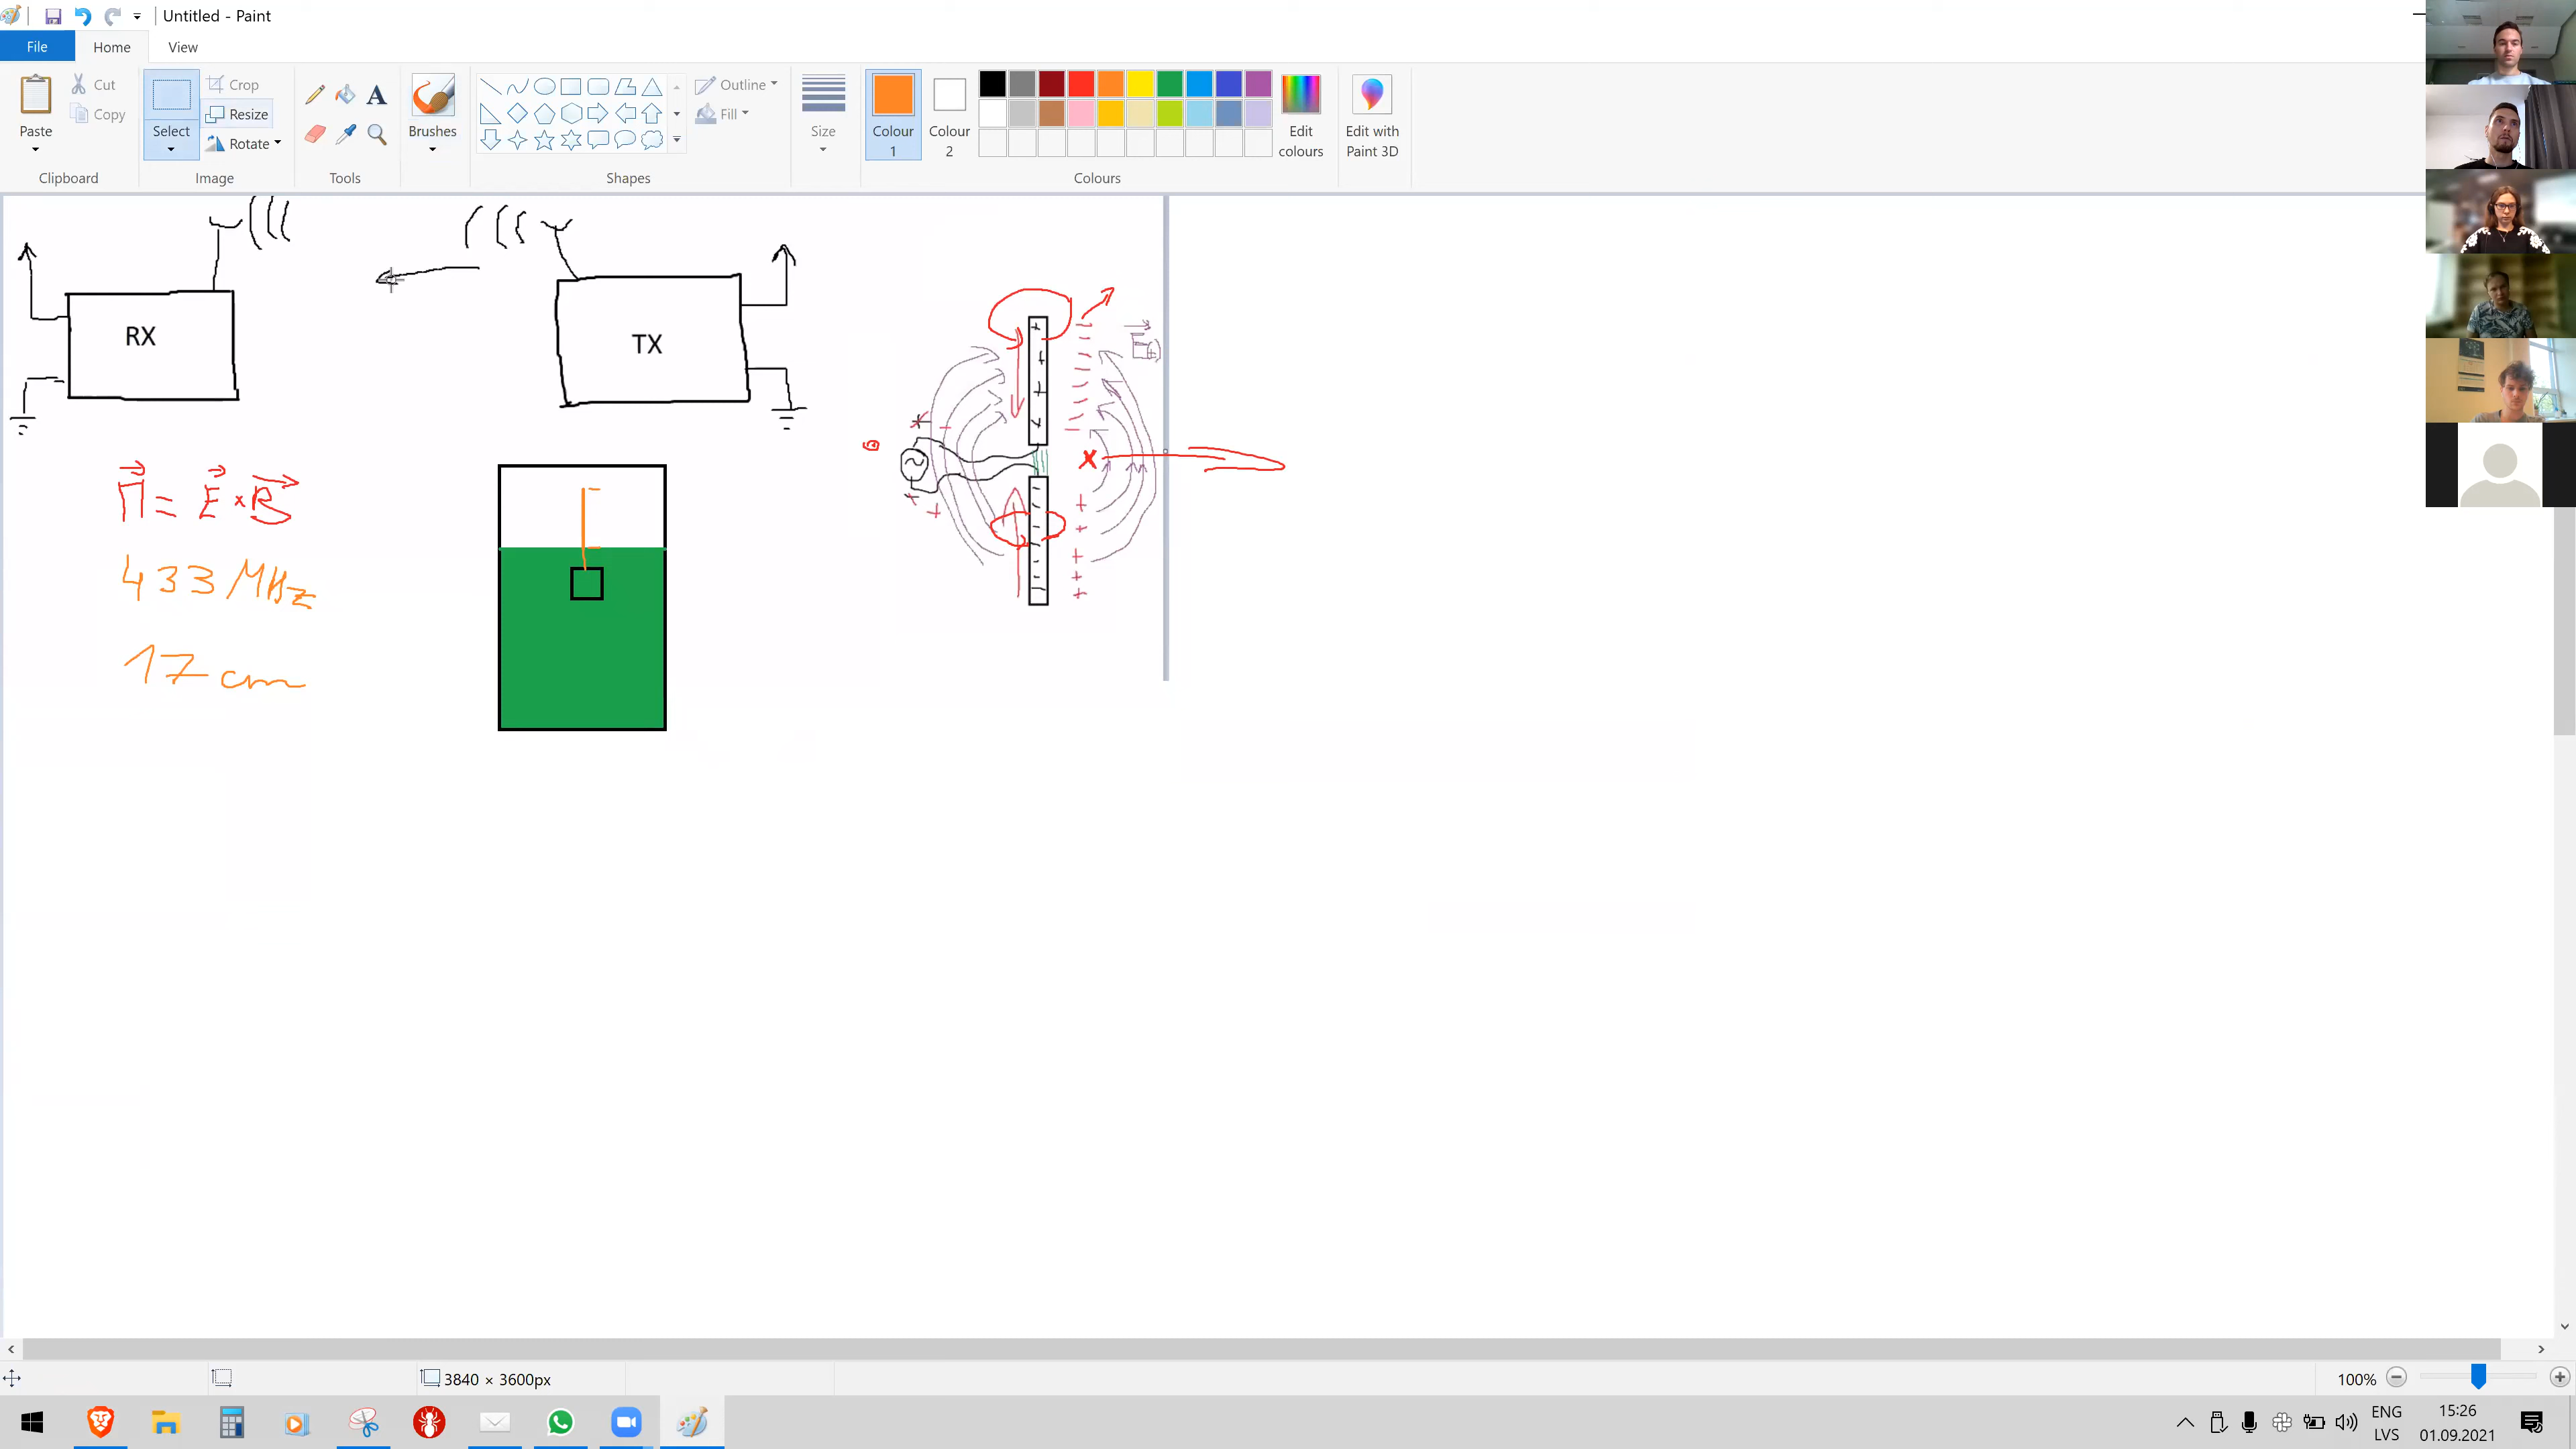 Untitled - Paint
File
Home
View
Paste
Cut
Copy
Clipboard
Select
Crop
Resize
Rotate
Image
Tools
Brushes
Shapes
Outline
Fill
Size
Colour 1
Colour 2
Edit colours
Edit with Paint 3D
Colours
RX
TX
Π = E × B
433 MHz
17 cm
3840 × 3600px
100%
ENG
LVS
15:26
01.09.2021